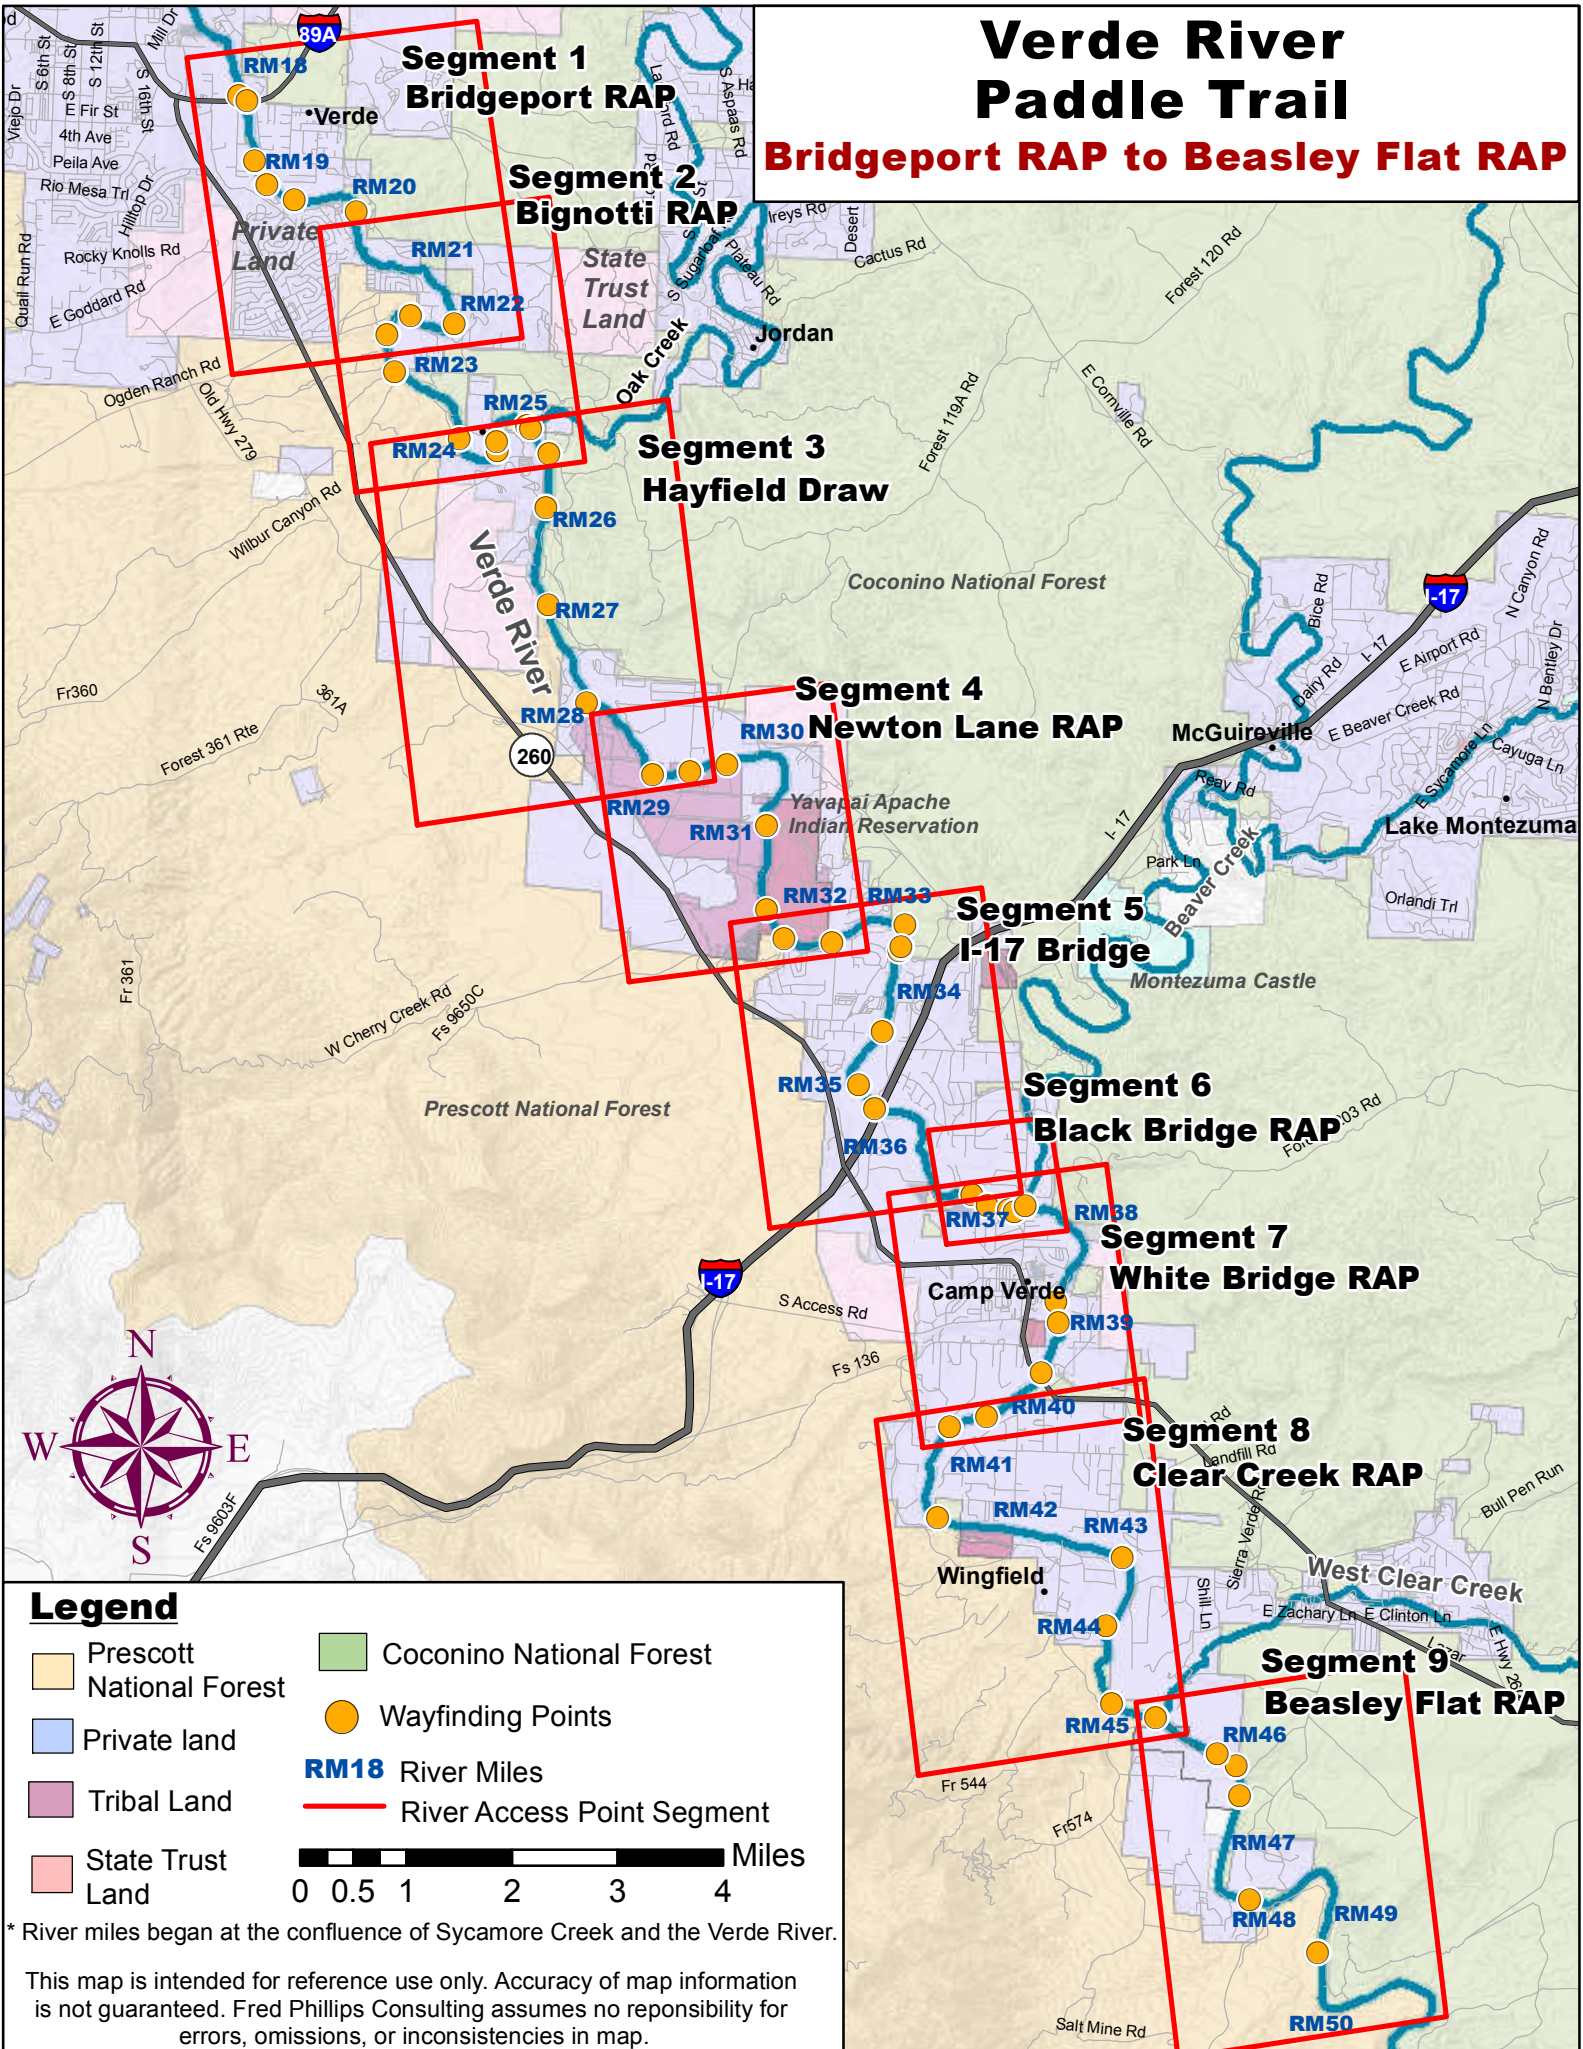 Verde River
Paddle Trail
Bridgeport RAP to Beasley Flat RAP
89A
Mill Dr
S 6th St
S 8th St
S 12th St
S 16th St
Viejo Dr
E Fir St
4th Ave
Peila Ave
Rio Mesa Trl
Hilltop Dr
Rocky Knolls Rd
Quail Run Rd
E Goddard Rd
RM18
Verde
Segment 1
Bridgeport RAP
S Aspaas Rd
RM19
RM20
Segment 2
Bignotti RAP
Private
Land
RM21
State
Trust
Land
S Sugarloaf
Plateau Rd
Ireys Rd
Desert
Cactus Rd
Forest 120 Rd
RM22
Jordan
Oak Creek
RM23
Ogden Ranch Rd
Old Hwy 279
RM25
RM24
Segment 3
Hayfield Draw
Forest 119A Rd
E Cornville Rd
Wilbur Canyon Rd
RM26
Verde River
Coconino National Forest
RM27
I-17
Bice Rd
I- 17
E Airport Rd
N Canyon Rd
N Bentley Dr
Dairy Rd
E Beaver Creek Rd
Fr360
361A
Forest 361 Rte
RM28
260
Segment 4
Newton Lane RAP
RM30
McGuireville
E Sycamore Ln
Cayuga Ln
Reay Rd
RM29
RM31
Yavapai Apache
Indian Reservation
I- 17
Lake Montezuma
Park Ln
Beaver Creek
Orlandi Trl
RM32
RM33
Segment 5
I-17 Bridge
Fr 361
W Cherry Creek Rd
Fs 9650C
RM34
Montezuma Castle
RM35
Segment 6
Black Bridge RAP
Prescott National Forest
RM36
RM37
RM38
Segment 7
White Bridge RAP
I-17
Camp Verde
S Access Rd
RM39
Fs 136
RM40
Segment 8
Clear Creek RAP
Landfill Rd
N
W
E
S
Fs 9603F
RM41
RM42
RM43
Sierra Verde Rd
Bull Pen Run
Wingfield
West Clear Creek
Shill Ln
E Zachary Ln
E Clinton Ln
RM44
Segment 9
Beasley Flat RAP
RM45
RM46
Fr 544
Fr574
RM47
RM48
RM49
RM50
Salt Mine Rd
Legend
Prescott
National Forest
Coconino National Forest
Wayfinding Points
Private land
RM18 River Miles
Tribal Land
River Access Point Segment
State Trust
Land
Miles
0 0.5 1 2 3 4
* River miles began at the confluence of Sycamore Creek and the Verde River.
This map is intended for reference use only. Accuracy of map information
is not guaranteed. Fred Phillips Consulting assumes no reponsibility for
errors, omissions, or inconsistencies in map.